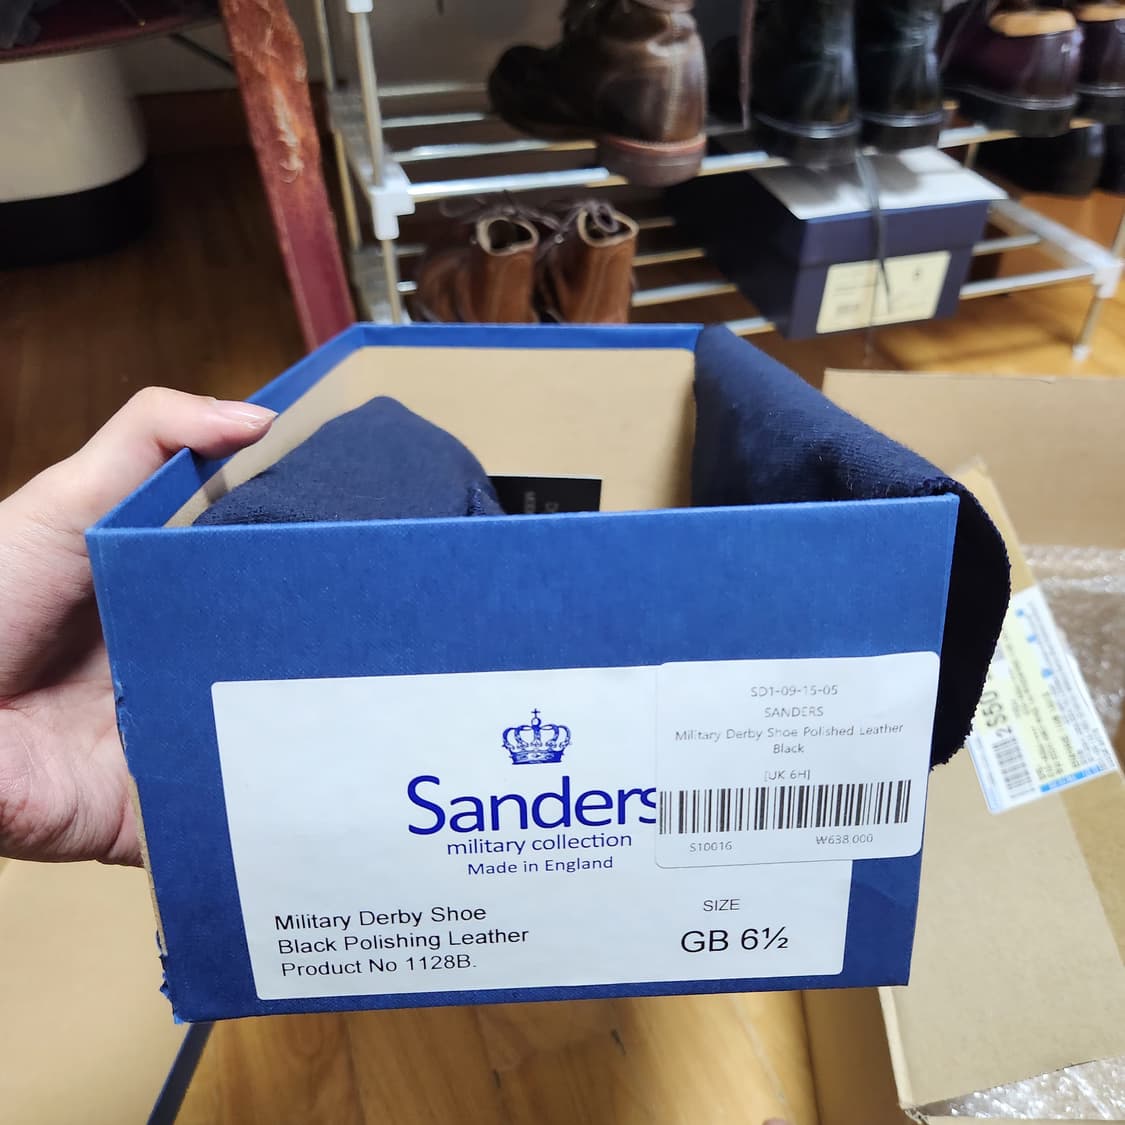 SD1-09-15-05
SANDERS
Military Derby Shoe Polished Leather
Black
[UK 6H]
S10016 ₩638,000
Sanders
military collection
Made in England
Military Derby Shoe
Black Polishing Leather
Product No 1128B.
SIZE
GB 6½